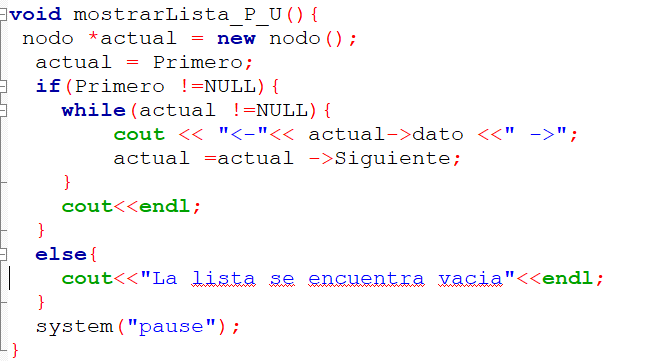 void mostrarLista_P_U(){
nodo *actual = new nodo();
actual = Primero;
if(Primero !=NULL){
while(actual !=NULL){
cout << "<-"<< actual->dato <<" ->";
actual =actual ->Siguiente;
}
cout<<endl;
}
else{
cout<<"La lista se encuentra vacia"<<endl;
}
system("pause");
}